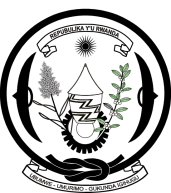 REPUBULIKA Y'U RWANDA
UBUMWE - UMURIMO - GUKUNDA IGIHUGU